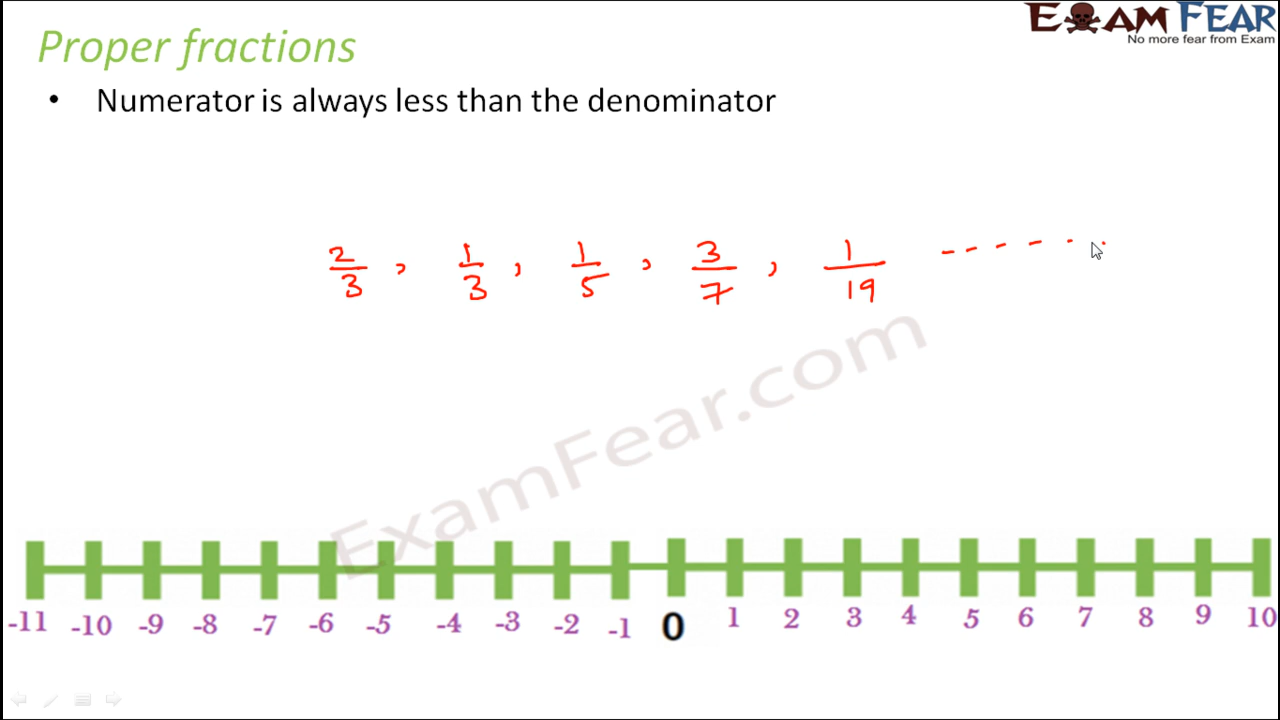 Proper fractions
EXAM FEAR
No more fear from Exam
• Numerator is always less than the denominator
2/3 , 1/3 , 1/5 , 3/7 , 1/19 - - - - - -
ExamFear.com
-11 -10 -9 -8 -7 -6 -5 -4 -3 -2 -1 0 1 2 3 4 5 6 7 8 9 10